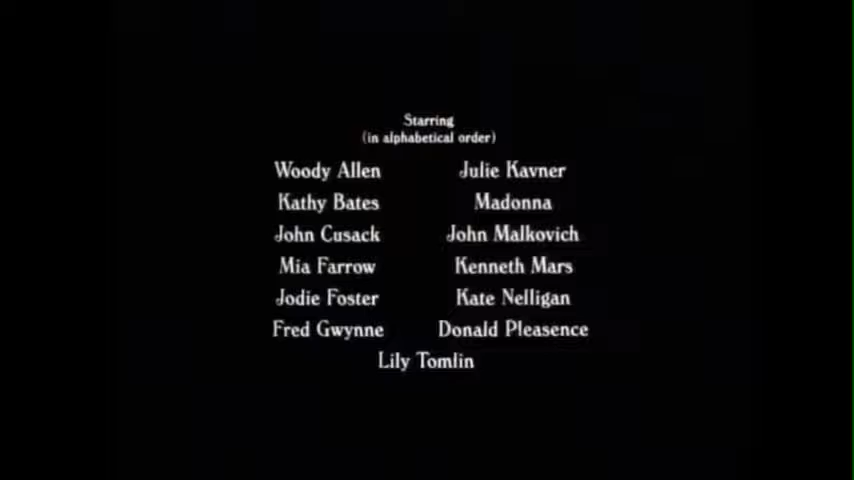 Starring
(in alphabetical order)
Woody Allen Julie Kavner
Kathy Bates Madonna
John Cusack John Malkovich
Mia Farrow Kenneth Mars
Jodie Foster Kate Nelligan
Fred Gwynne Donald Pleasence
Lily Tomlin